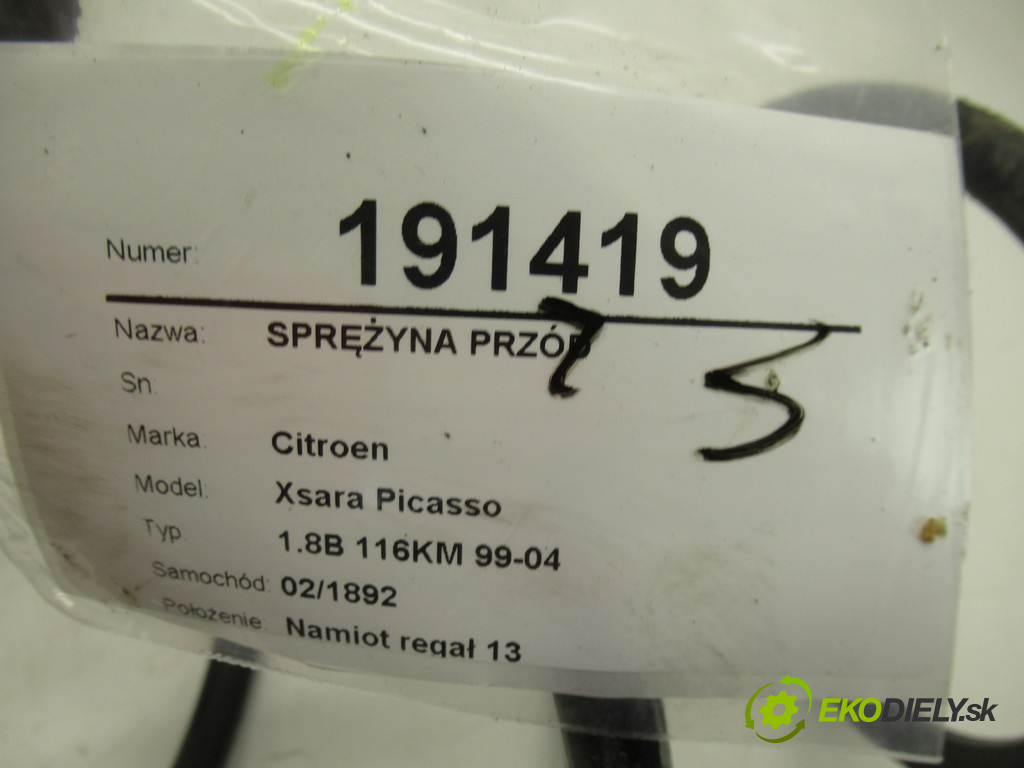 Numer: 191419
Nazwa: SPRĘŻYNA PRZÓD
Sn.
Marka: Citroen
Model: Xsara Picasso
Typ. 1.8B 116KM 99-04
Samochód: 02/1892
Położenie: Namiot regał 13
EKODIELY.sk